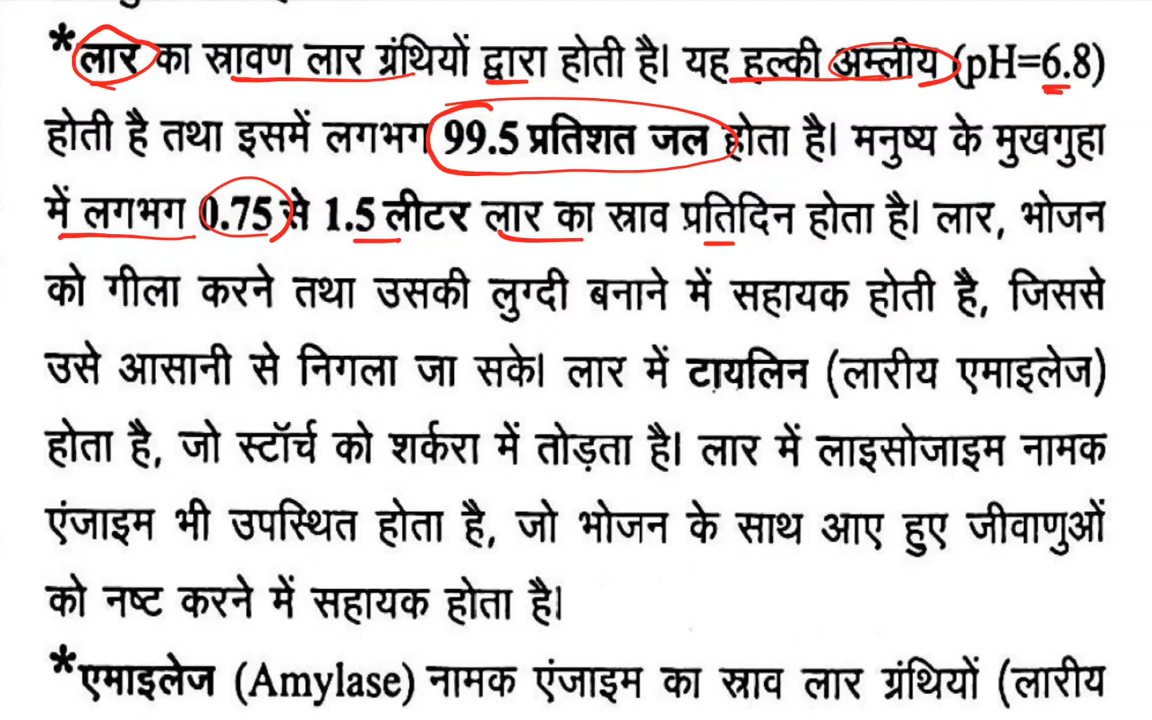 *लार का स्रावण लार ग्रंथियों द्वारा होती है। यह हल्की अम्लीय (pH=6.8)
होती है तथा इसमें लगभग 99.5 प्रतिशत जल होता है। मनुष्य के मुखगुहा
में लगभग 0.75 से 1.5 लीटर लार का स्राव प्रतिदिन होता है। लार, भोजन
को गीला करने तथा उसकी लुग्दी बनाने में सहायक होती है, जिससे
उसे आसानी से निगला जा सके। लार में टायलिन (लारीय एमाइलेज)
होता है, जो स्टॉर्च को शर्करा में तोड़ता है। लार में लाइसोजाइम नामक
एंजाइम भी उपस्थित होता है, जो भोजन के साथ आए हुए जीवाणुओं
को नष्ट करने में सहायक होता है।
*एमाइलेज (Amylase) नामक एंजाइम का स्राव लार ग्रंथियों (लारीय